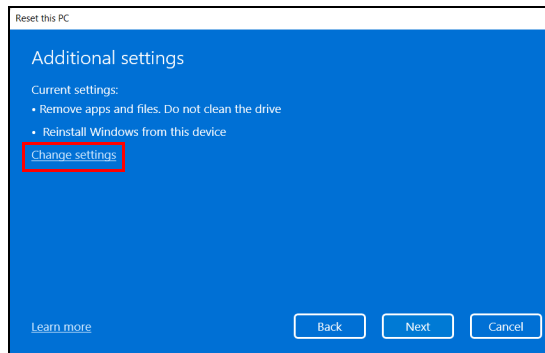 Reset this PC
Additional settings
Current settings:
• Remove apps and files. Do not clean the drive
• Reinstall Windows from this device
Change settings
Learn more
Back
Next
Cancel